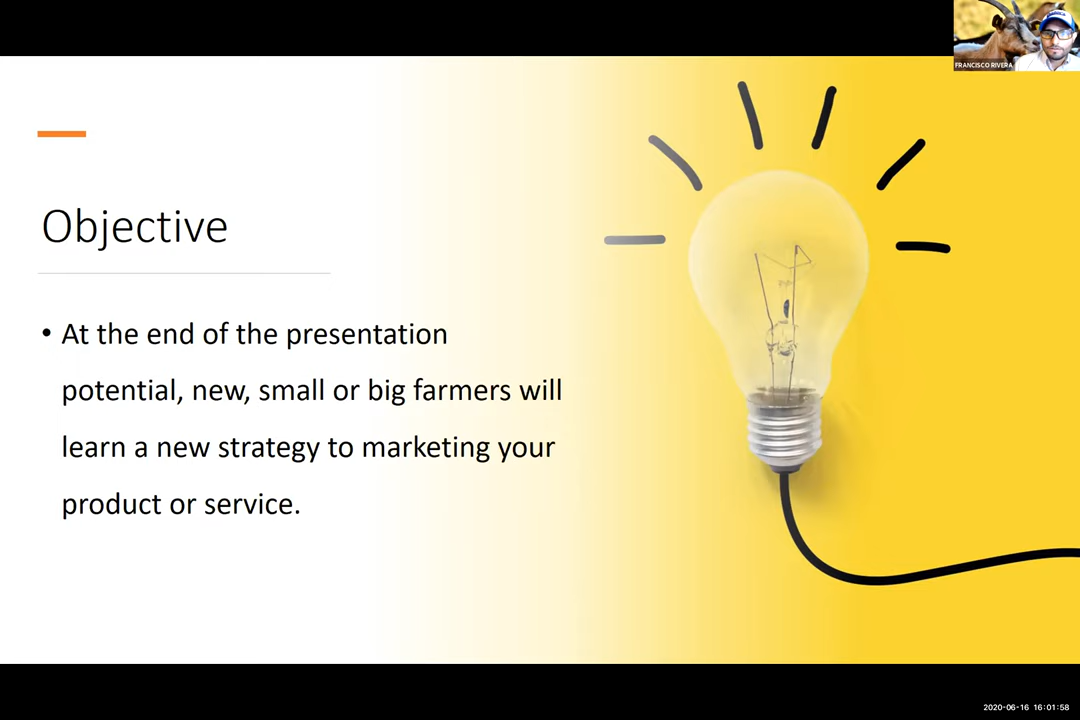 FRANCISCO RIVERA
Objective
• At the end of the presentation
potential, new, small or big farmers will
learn a new strategy to marketing your
product or service.
2020-06-16 16:01:58